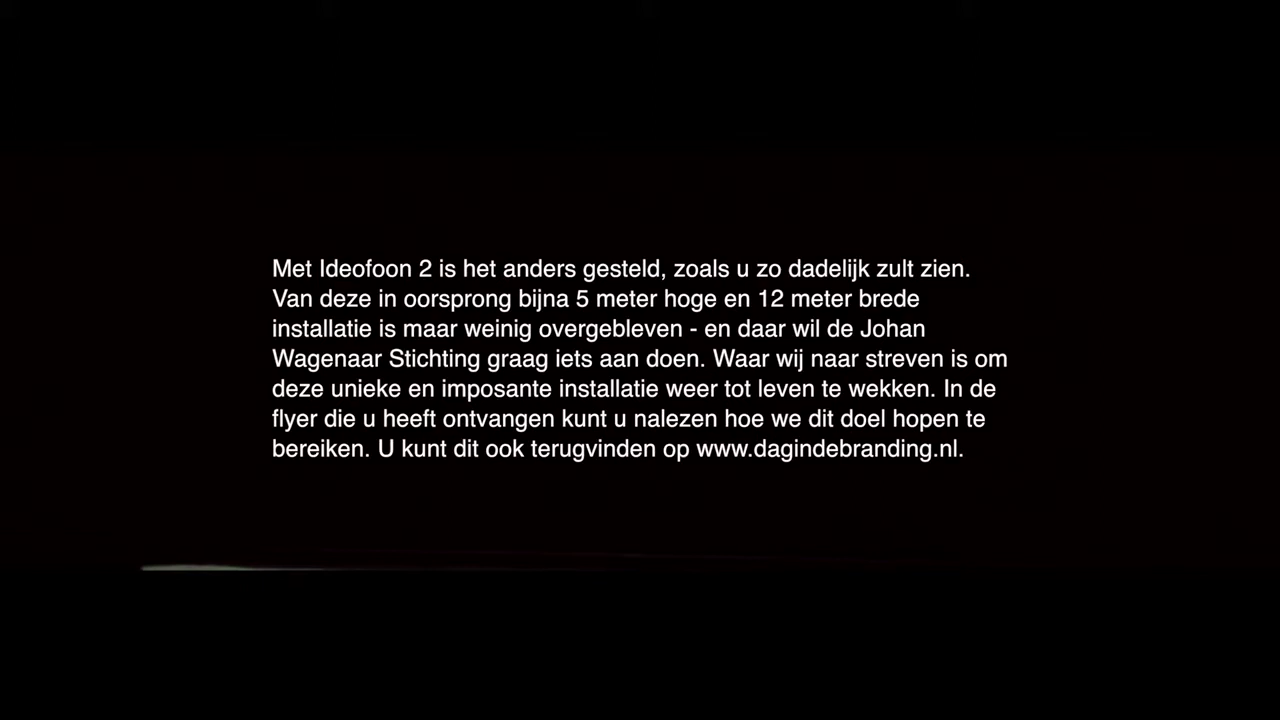 Met Ideofoon 2 is het anders gesteld, zoals u zo dadelijk zult zien.
Van deze in oorsprong bijna 5 meter hoge en 12 meter brede
installatie is maar weinig overgebleven - en daar wil de Johan
Wagenaar Stichting graag iets aan doen. Waar wij naar streven is om
deze unieke en imposante installatie weer tot leven te wekken. In de
flyer die u heeft ontvangen kunt u nalezen hoe we dit doel hopen te
bereiken. U kunt dit ook terugvinden op www.dagindebranding.nl.